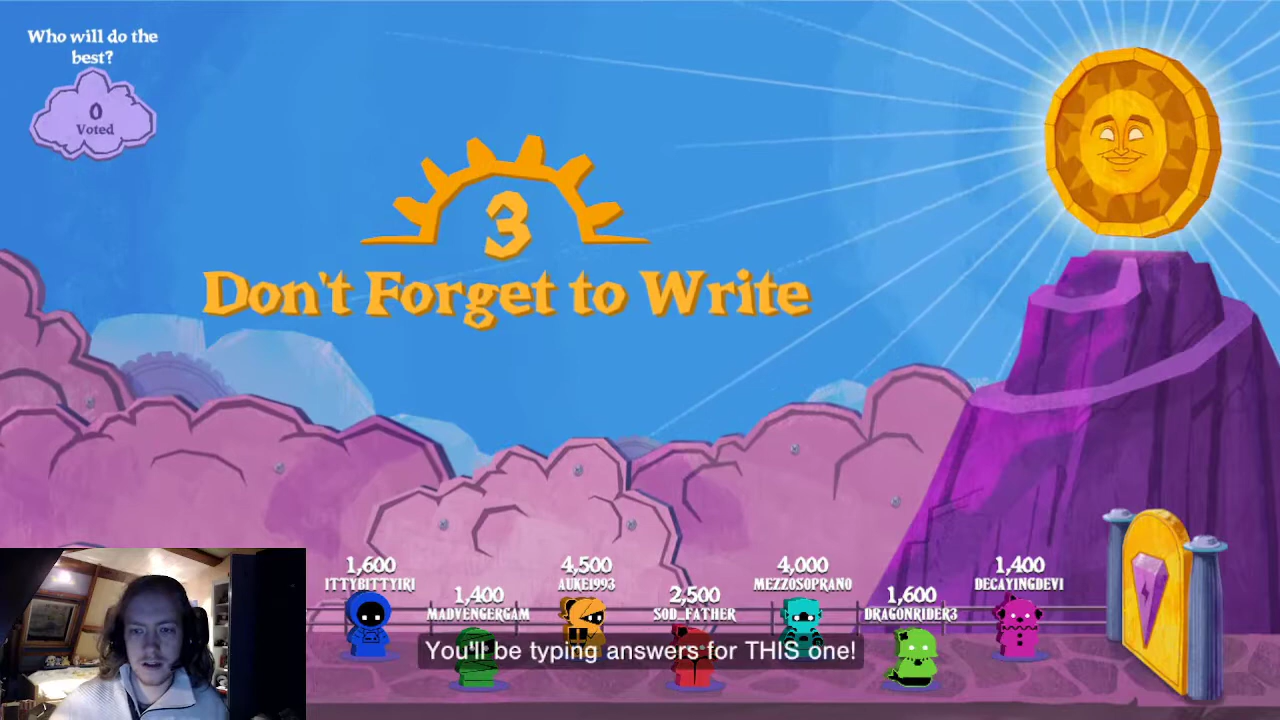 Who will do the
best?
0
Voted
3
Don't Forget to Write
1,600
ITTYBITTYIRI
1,400
MADVENGERGAM
4,500
AUKE1993
2,500
SOD_FATHER
4,000
MEZZOSOPRANO
1,600
DRAGONRIDER3
1,400
DECAYINGDEVI
You'll be typing answers for THIS one!